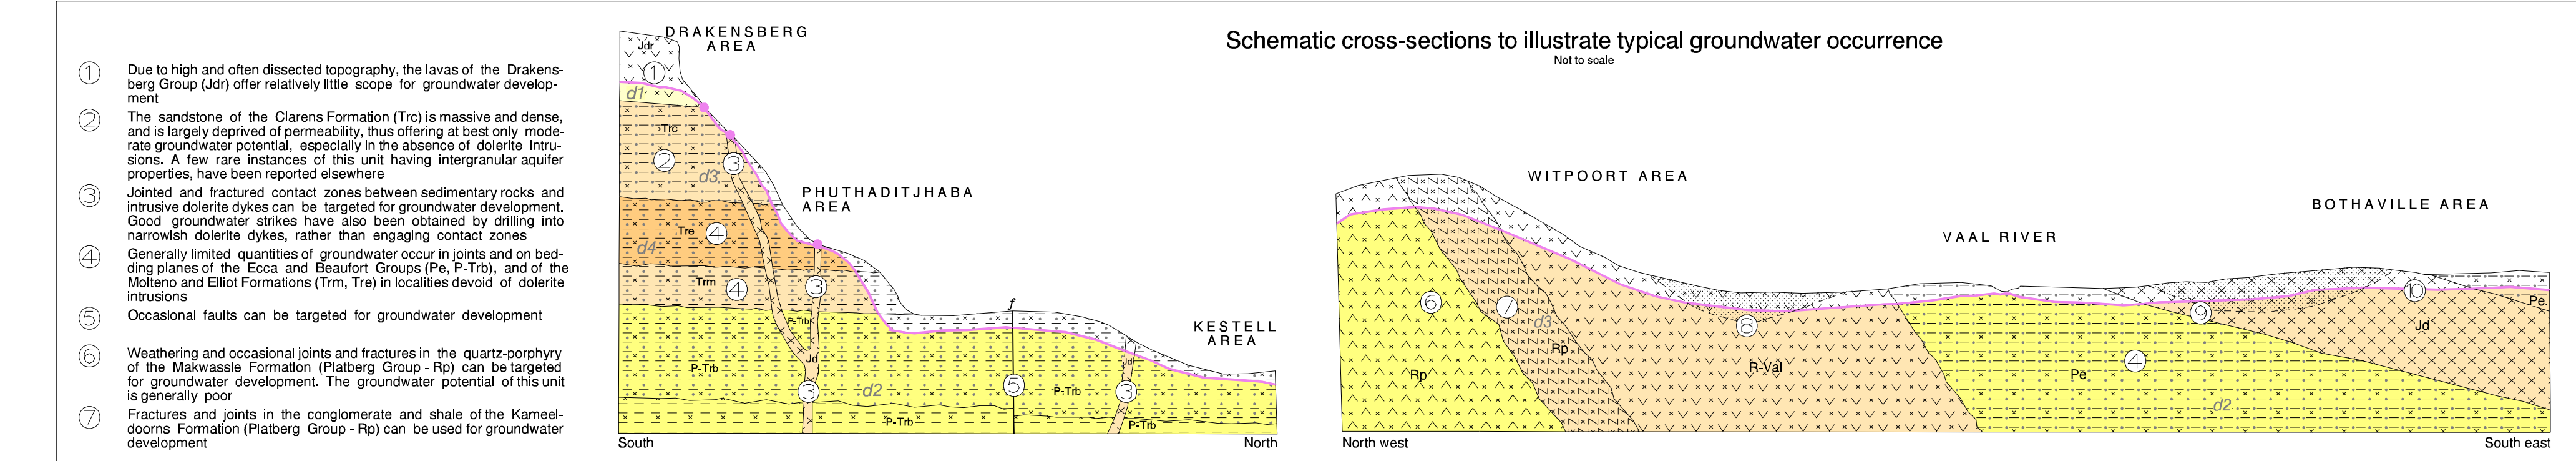 Schematic cross-sections to illustrate typical groundwater occurrence
Not to scale
1 Due to high and often dissected topography, the lavas of the Drakens-
berg Group (Jdr) offer relatively little scope for groundwater develop-
ment
2 The sandstone of the Clarens Formation (Trc) is massive and dense,
and is largely deprived of permeability, thus offering at best only mode-
rate groundwater potential, especially in the absence of dolerite intru-
sions. A few rare instances of this unit having intergranular aquifer
properties, have been reported elsewhere
3 Jointed and fractured contact zones between sedimentary rocks and
intrusive dolerite dykes can be targeted for groundwater development.
Good groundwater strikes have also been obtained by drilling into
narrowish dolerite dykes, rather than engaging contact zones
4 Generally limited quantities of groundwater occur in joints and on bed-
ding planes of the Ecca and Beaufort Groups (Pe, P-Trb), and of the
Molteno and Elliot Formations (Trm, Tre) in localities devoid of dolerite
intrusions
5 Occasional faults can be targeted for groundwater development
6 Weathering and occasional joints and fractures in the quartz-porphyry
of the Makwassie Formation (Platberg Group - Rp) can be targeted
for groundwater development. The groundwater potential of this unit
is generally poor
7 Fractures and joints in the conglomerate and shale of the Kameel-
doorns Formation (Platberg Group - Rp) can be used for groundwater
development
DRAKENSBERG
AREA
Jdr
1
d1
Trc
2
3
d3
PHUTHADITJHABA
AREA
Tre
4
d4
Trm
4
3
P-Trb
f
KESTELL
AREA
Jd
Jd
P-Trb
3
d2
5
P-Trb
3
P-Trb
P-Trb
South
North
WITPOORT AREA
BOTHAVILLE AREA
VAAL RIVER
6
7
d3
8
9
10
Pe
Jd
Rp
Rp
R-Val
4
Pe
d2
North west
South east